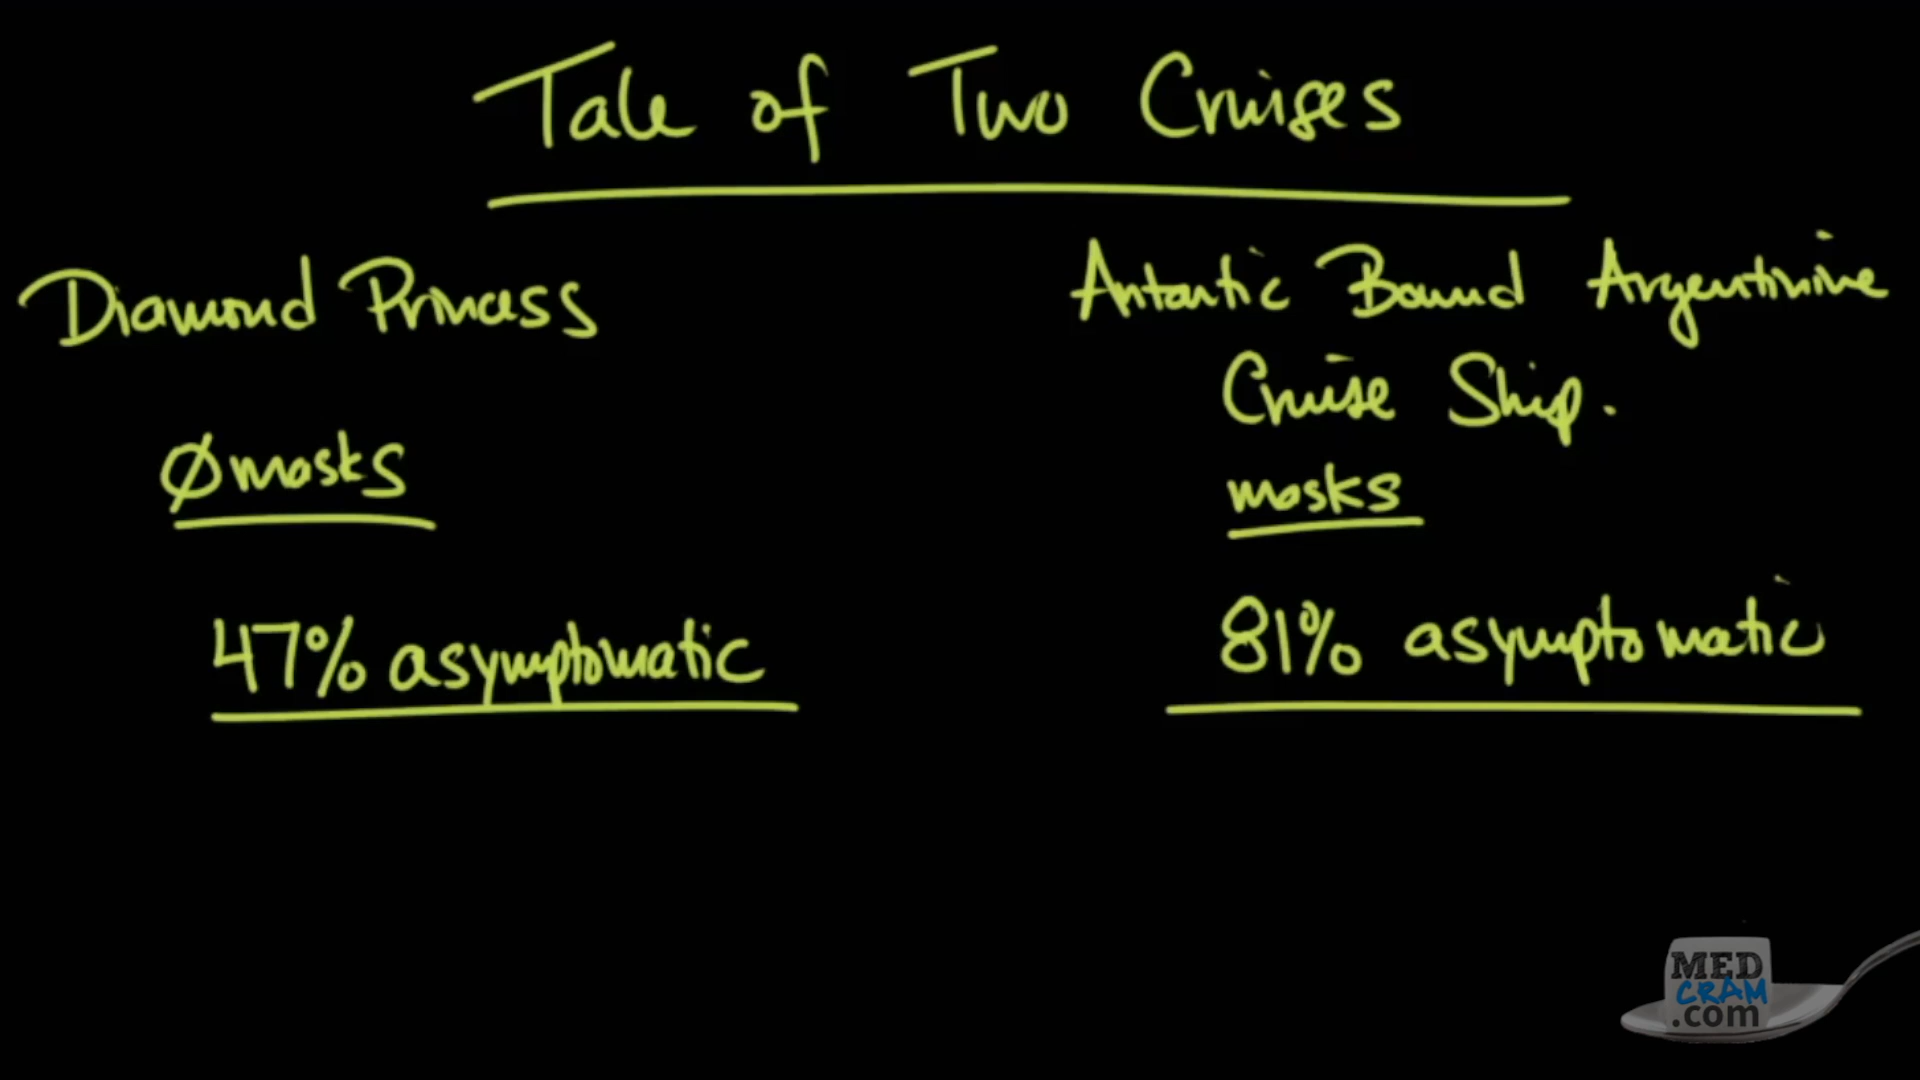 Tale of Two Cruises
Diamond Princess
Ømasks
47% asymptomatic
Antartic Bound Argentinine
Cruise Ship.
masks
81% asymptomatic
MED
CRAM
.com